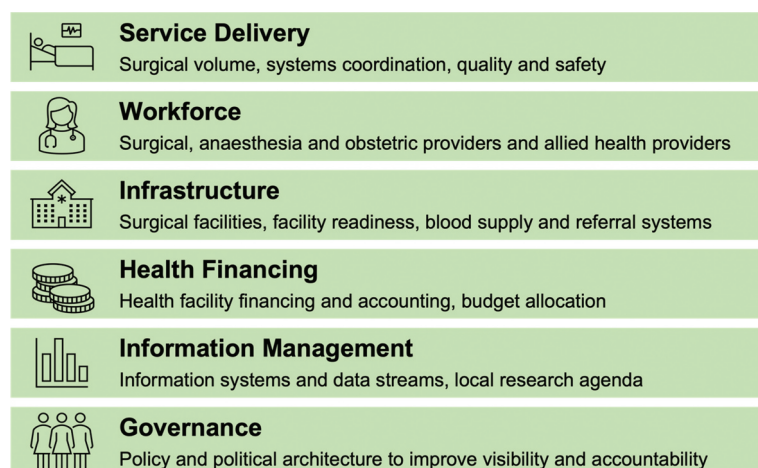 Service Delivery
Surgical volume, systems coordination, quality and safety
Workforce
Surgical, anaesthesia and obstetric providers and allied health providers
Infrastructure
Surgical facilities, facility readiness, blood supply and referral systems
Health Financing
Health facility financing and accounting, budget allocation
Information Management
Information systems and data streams, local research agenda
Governance
Policy and political architecture to improve visibility and accountability